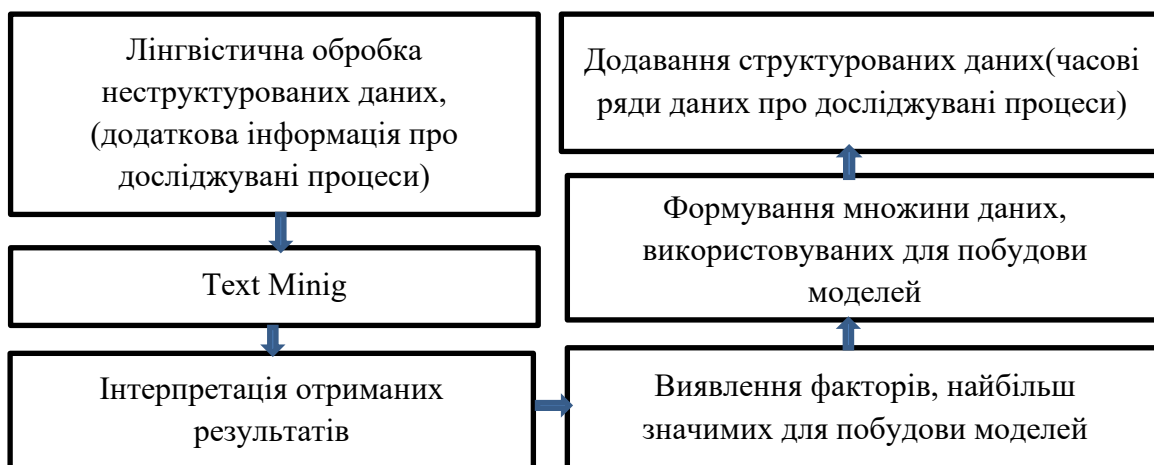 Лінгвістична обробка
неструктурованих даних,
(додаткова інформація про
досліджувані процеси)
Text Minig
Інтерпретація отриманих
результатів
Виявлення факторів, найбільш
значимих для побудови моделей
Формування множини даних,
використовуваних для побудови
моделей
Додавання структурованих даних(часові
ряди даних про досліджувані процеси)